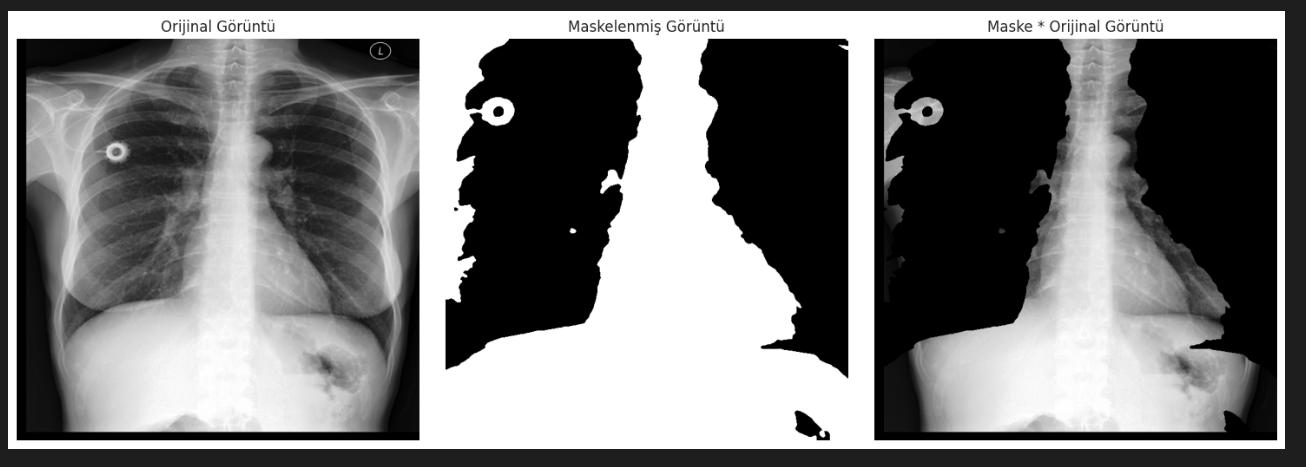 Orijinal Görüntü
Maskelenmiş Görüntü
Maske * Orijinal Görüntü
L